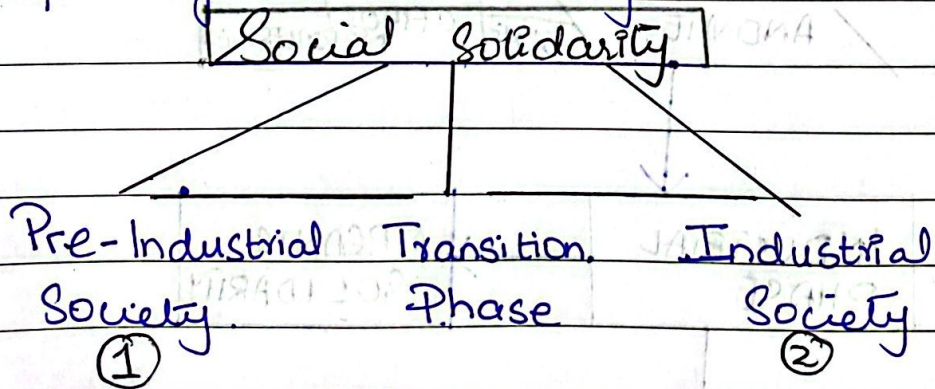 Social Solidarity
Pre-Industrial Transition. Industrial
Society. Phase Society
1 2